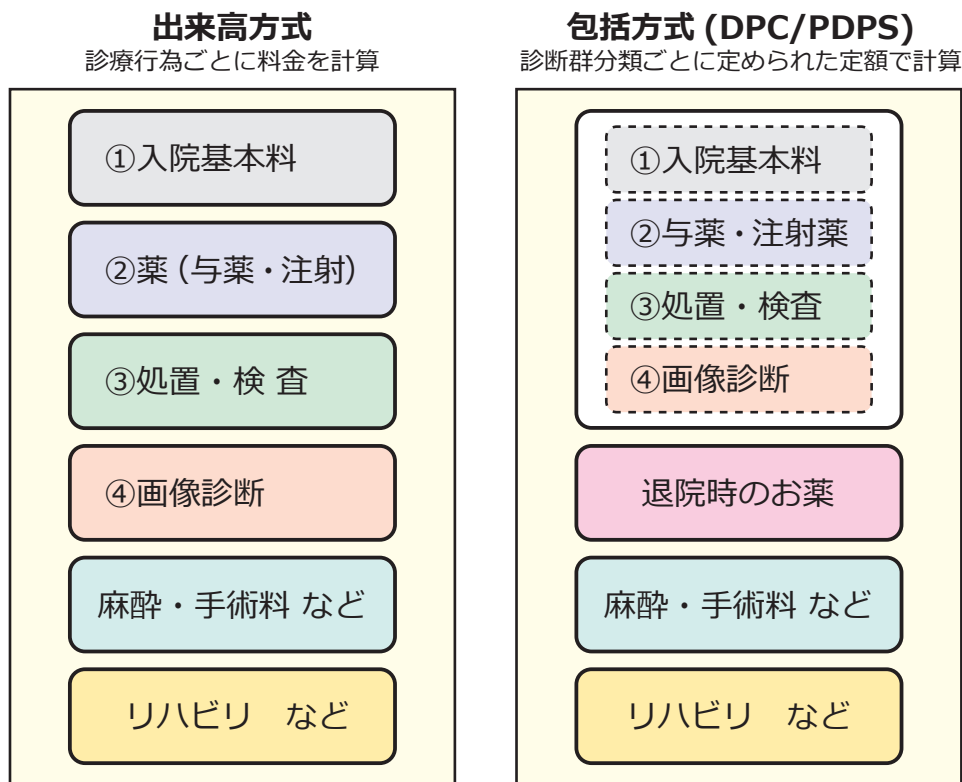 出来高方式
診療行為ごとに料金を計算
①入院基本料
②薬（与薬・注射）
③処置・検 査
④画像診断
麻酔・手術料 など
リハビリ　など
包括方式 (DPC/PDPS)
診断群分類ごとに定められた定額で計算
①入院基本料
②与薬・注射薬
③処置・検査
④画像診断
退院時のお薬
麻酔・手術料 など
リハビリ　など